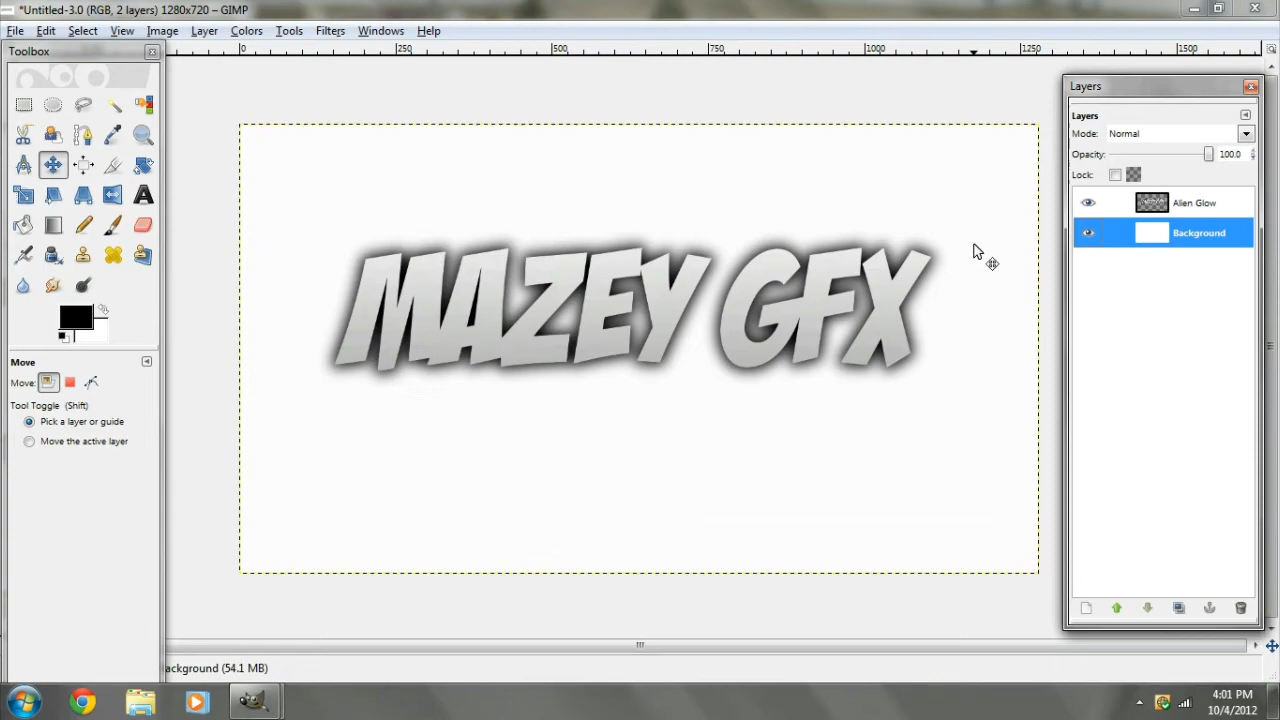 *Untitled-3.0 (RGB, 2 layers) 1280x720 – GIMP
File Edit Select View Image Layer Colors Tools Filters Windows Help
Toolbox
0 250 500 750 1000 1250 1500
Layers
Layers
Mode: Normal
Opacity: 100.0
Lock:
Alien Glow
Background
MAZEY GFX
Move
Move:
Tool Toggle (Shift)
Pick a layer or guide
Move the active layer
ackground (54.1 MB)
4:01 PM
10/4/2012